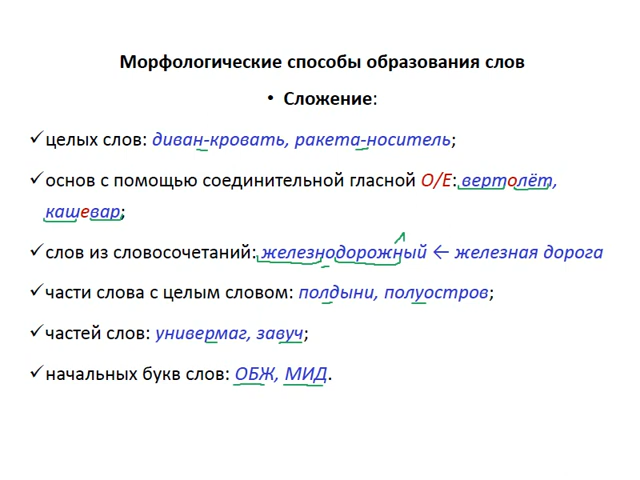 Морфологические способы образования слов
• Сложение:
✓целых слов: диван-кровать, ракета-носитель;
✓основ с помощью соединительной гласной О/Е: вертолёт,
кашевар;
✓слов из словосочетаний: железнодорожный ← железная дорога
✓части слова с целым словом: полдыни, полуостров;
✓частей слов: универмаг, завуч;
✓начальных букв слов: ОБЖ, МИД.